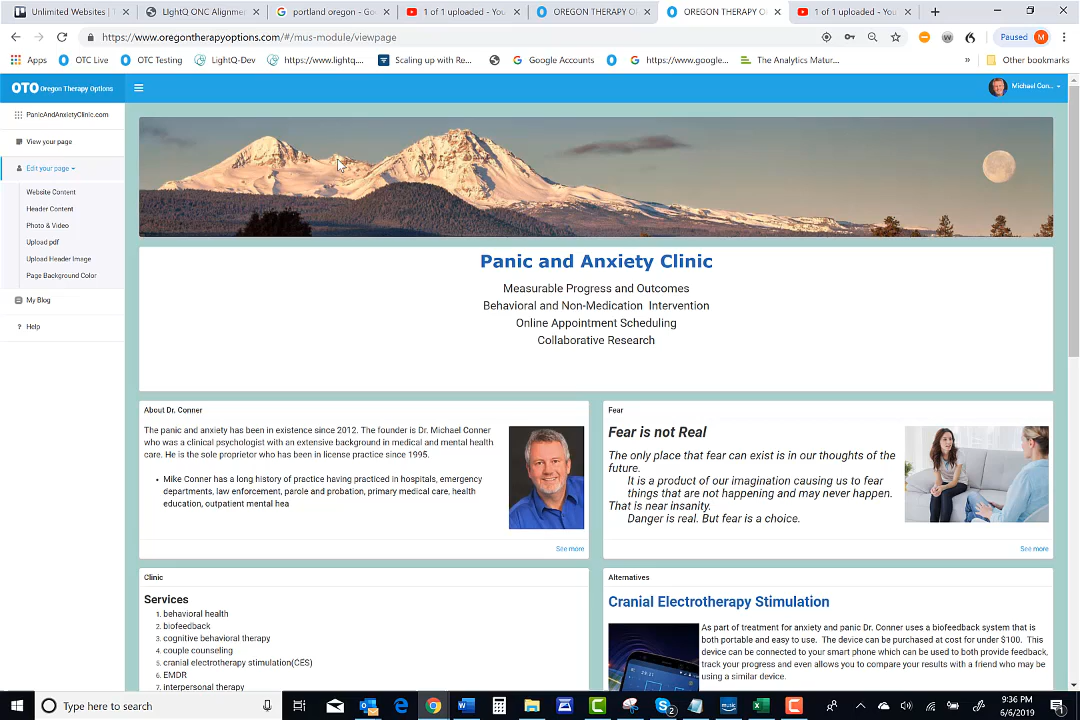 Unlimited Websites | T
LIghtQ ONC Alignmen
portland oregon - Goo
1 of 1 uploaded - You
OREGON THERAPY O
OREGON THERAPY OP
1 of 1 uploaded - You
https://www.oregontherapyoptions.com/#/mus-module/viewpage
Paused
M
Apps
OTC Live
OTC Testing
LightQ-Dev
https://www.lightq,...
Scaling up with Re...
Google Accounts
https://www.google...
The Analytics Matur...
»
Other bookmarks
OTO Oregon Therapy Options
Michael Con...
PanicAndAnxietyClinic.com
View your page
Edit your page
Website Content
Header Content
Photo & Video
Upload pdf
Upload Header Image
Page Background Color
My Blog
? Help
Panic and Anxiety Clinic
Measurable Progress and Outcomes
Behavioral and Non-Medication Intervention
Online Appointment Scheduling
Collaborative Research
About Dr. Conner
The panic and anxiety has been in existence since 2012. The founder is Dr. Michael Conner
who was a clinical psychologist with an extensive background in medical and mental health
care. He is the sole proprietor who has been in license practice since 1995.
• Mike Conner has a long history of practice having practiced in hospitals, emergency
departments, law enforcement, parole and probation, primary medical care, health
education, outpatient mental hea
See more
Fear
Fear is not Real
The only place that fear can exist is in our thoughts of the
future.
It is a product of our imagination causing us to fear
things that are not happening and may never happen.
That is near insanity.
Danger is real. But fear is a choice.
See more
Clinic
Services
1. behavioral health
2. biofeedback
3. cognitive behavioral therapy
4. couple counseling
5. cranial electrotherapy stimulation(CES)
6. EMDR
7. interpersonal therapy
Alternatives
Cranial Electrotherapy Stimulation
As part of treatment for anxiety and panic Dr. Conner uses a biofeedback system that is
both portable and easy to use. The device can be purchased at cost for under $100. This
device can be connected to your smart phone which can be used to both provide feedback,
track your progress and even allows you to compare your results with a friend who may be
using a similar device.
Type here to search
2
9:36 PM
6/6/2019